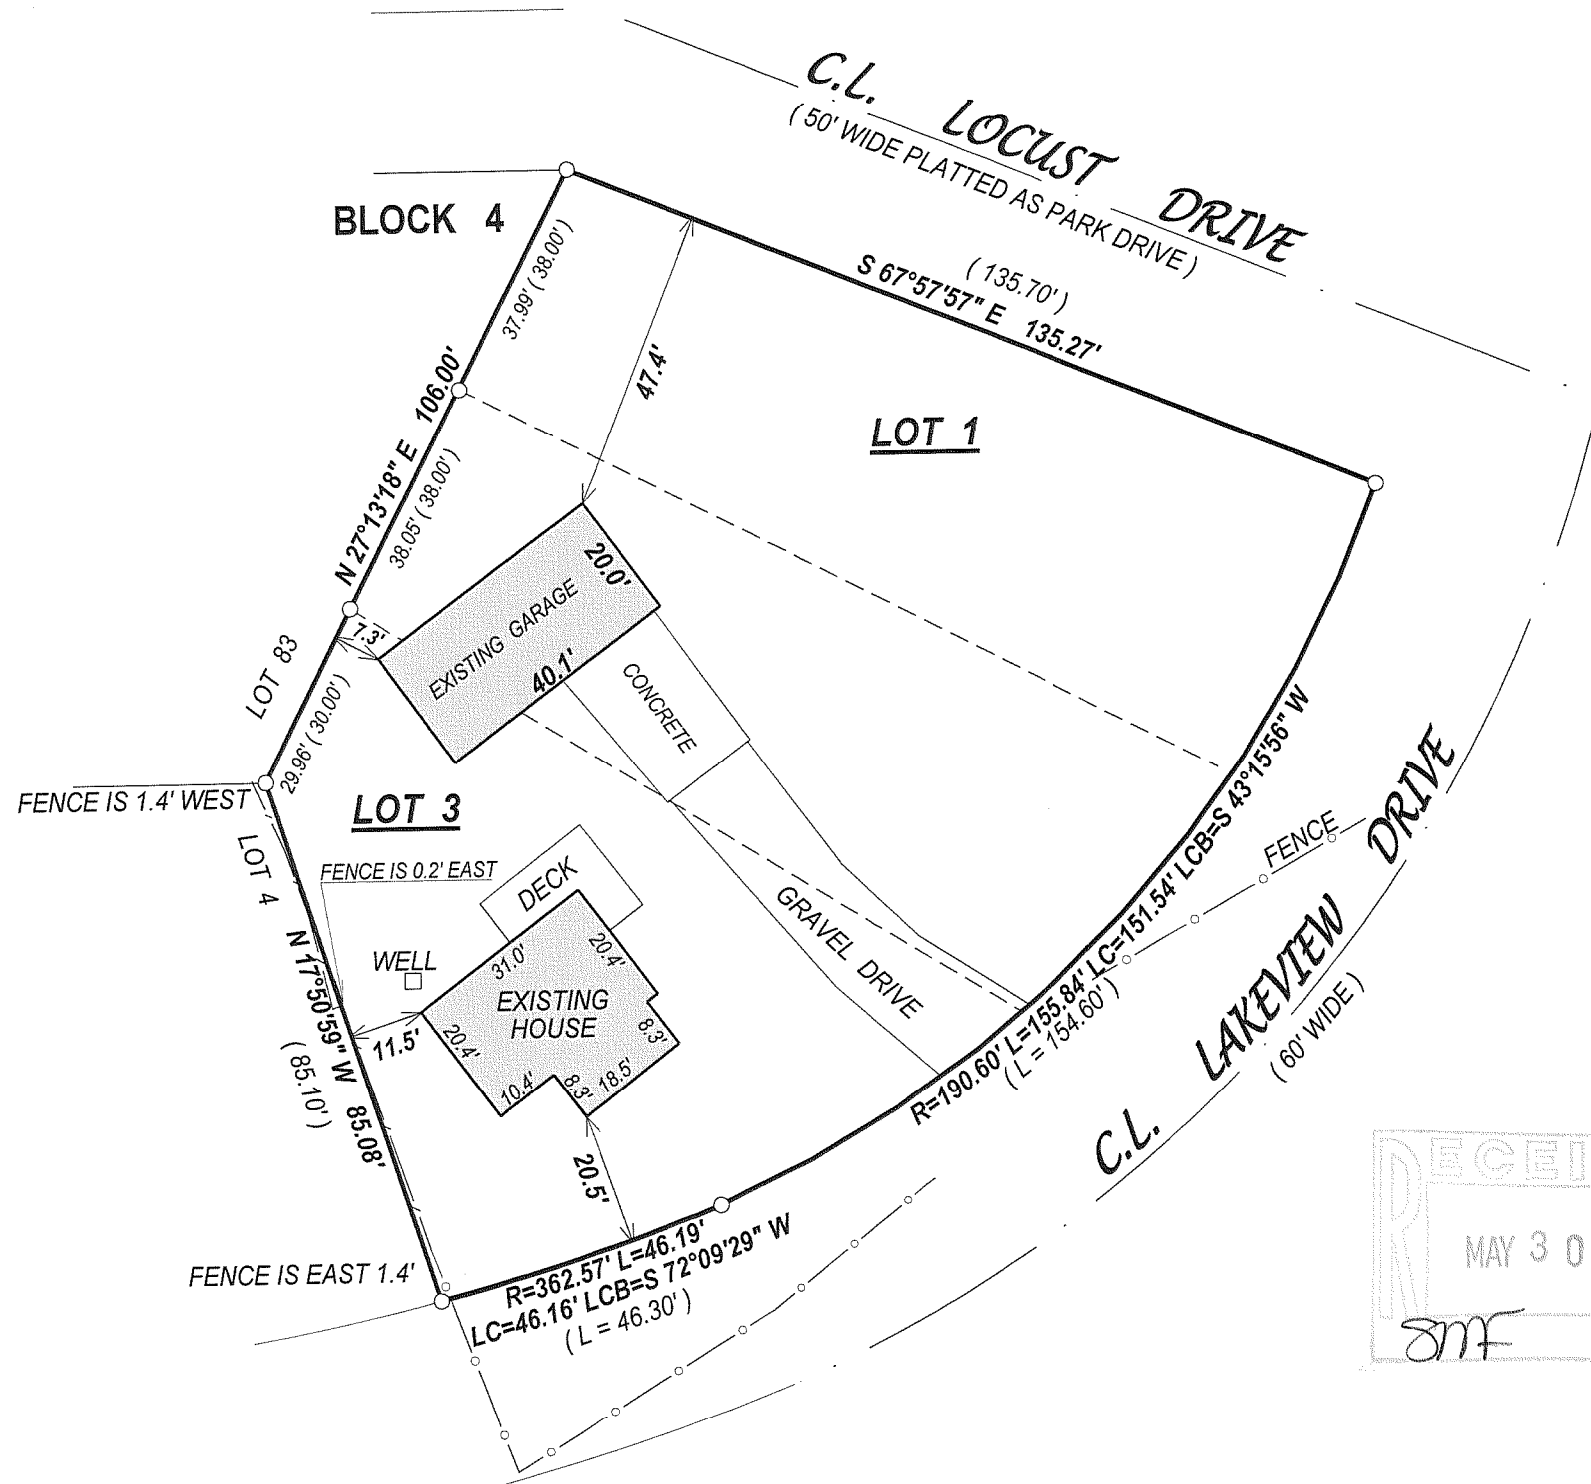 C.L. LOCUST DRIVE
( 50' WIDE PLATTED AS PARK DRIVE )
BLOCK 4
37.99' ( 38.00' )
( 135.70' )
S 67°57'57" E 135.27'
47.4'
LOT 1
N 27°13'18" E 106.00'
38.05' ( 38.00' )
20.0'
EXISTING GARAGE
40.1'
7.3'
LOT 83
29.96' ( 30.00' )
CONCRETE
FENCE IS 1.4' WEST
LOT 3
LOT 4
FENCE IS 0.2' EAST
DECK
WELL
31.0'
20.4'
EXISTING
HOUSE
20.4'
8.3'
10.4'
8.3'
18.5'
11.5'
N 17°50'59" W 85.08'
( 85.10' )
20.5'
GRAVEL DRIVE
FENCE
R=190.60' L=155.84' LC=151.54' LCB=S 43°15'56" W
( L = 154.60' )
C.L. LAKEVIEW DRIVE
( 60' WIDE )
FENCE IS EAST 1.4'
R=362.57' L=46.19'
LC=46.16' LCB=S 72°09'29" W
( L = 46.30' )
RECEI
MAY 30